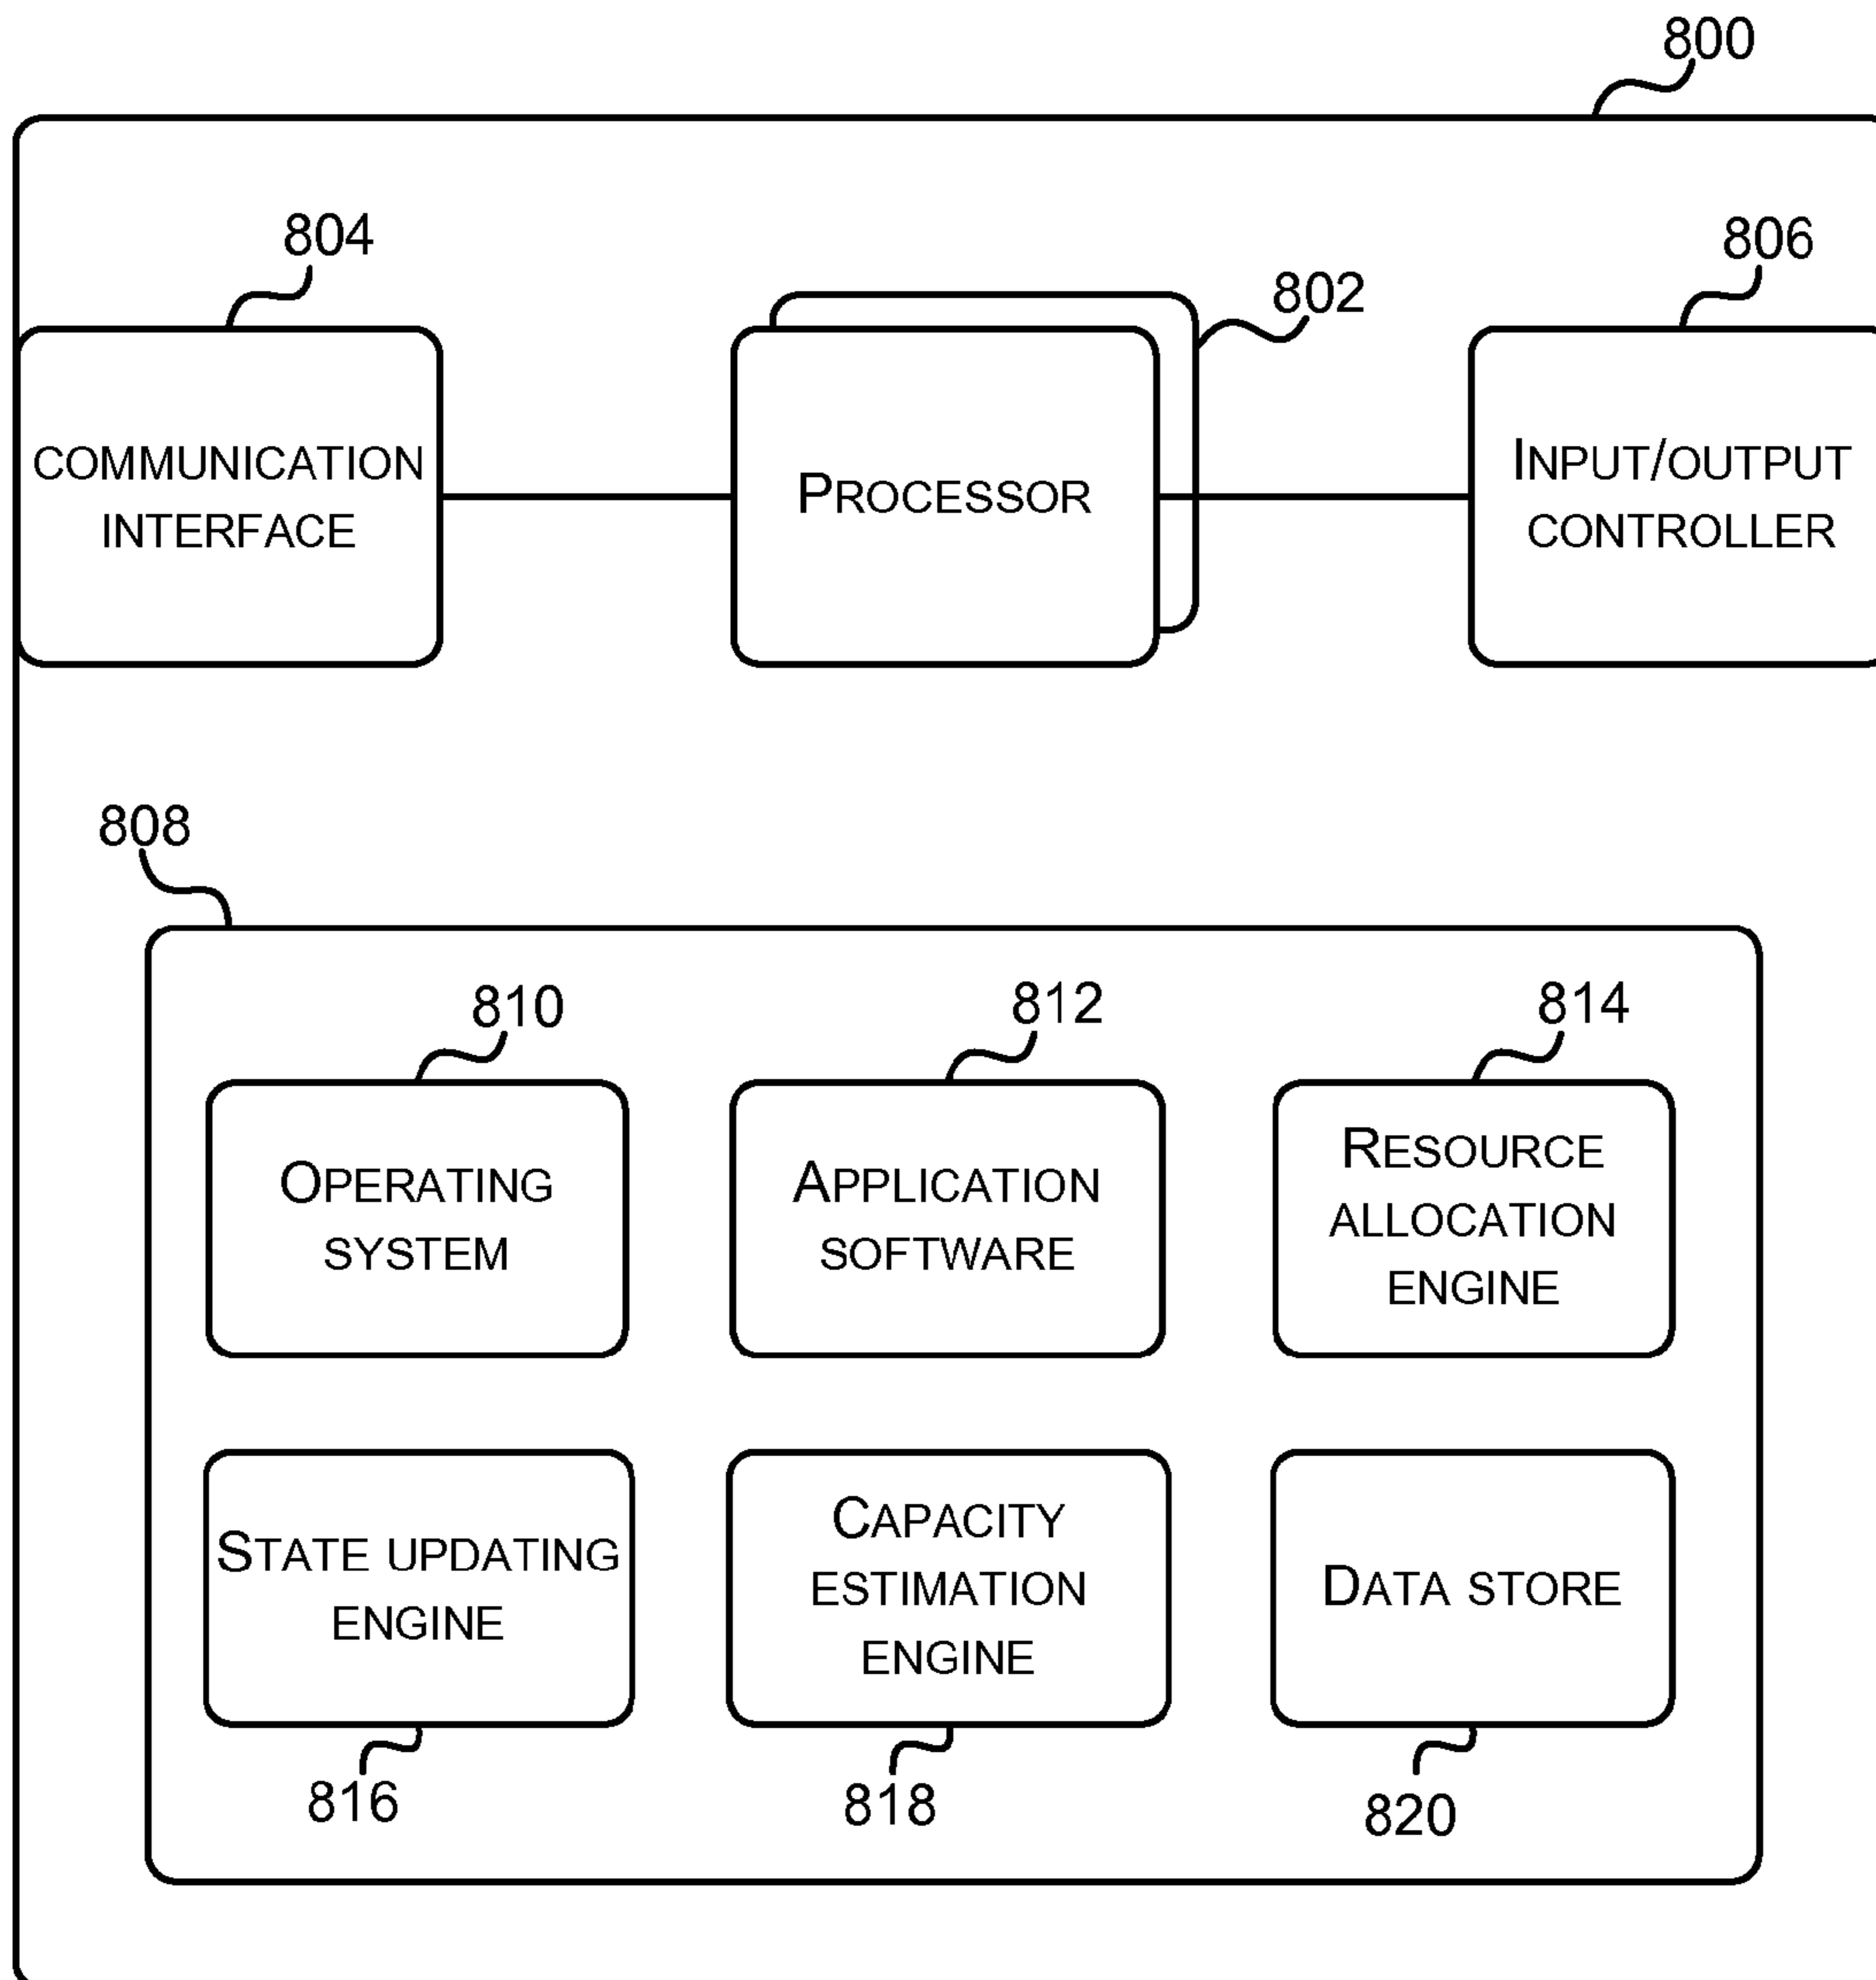 800
804
802
806
COMMUNICATION
INTERFACE
PROCESSOR
INPUT/OUTPUT
CONTROLLER
808
810
812
814
OPERATING
SYSTEM
APPLICATION
SOFTWARE
RESOURCE
ALLOCATION
ENGINE
STATE UPDATING
ENGINE
CAPACITY
ESTIMATION
ENGINE
DATA STORE
816
818
820